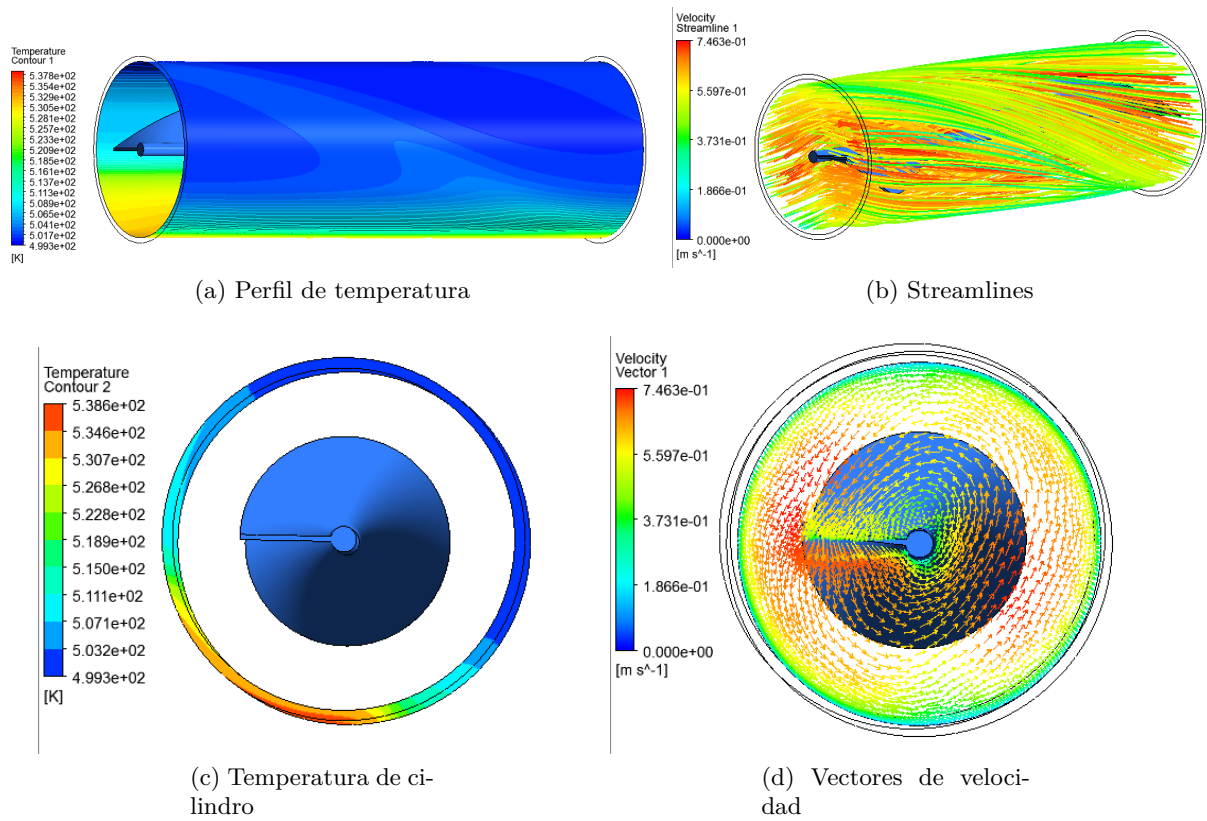 Temperature
Contour 1
5.378e+02
5.354e+02
5.329e+02
5.305e+02
5.281e+02
5.257e+02
5.233e+02
5.209e+02
5.185e+02
5.161e+02
5.137e+02
5.113e+02
5.089e+02
5.065e+02
5.041e+02
5.017e+02
4.993e+02
[K]
(a) Perfil de temperatura
Velocity
Streamline 1
7.463e-01
5.597e-01
3.731e-01
1.866e-01
0.000e+00
[m s^-1]
(b) Streamlines
Temperature
Contour 2
5.386e+02
5.346e+02
5.307e+02
5.268e+02
5.228e+02
5.189e+02
5.150e+02
5.111e+02
5.071e+02
5.032e+02
4.993e+02
[K]
(c) Temperatura de ci-
lindro
Velocity
Vector 1
7.463e-01
5.597e-01
3.731e-01
1.866e-01
0.000e+00
[m s^-1]
(d) Vectores de veloci-
dad